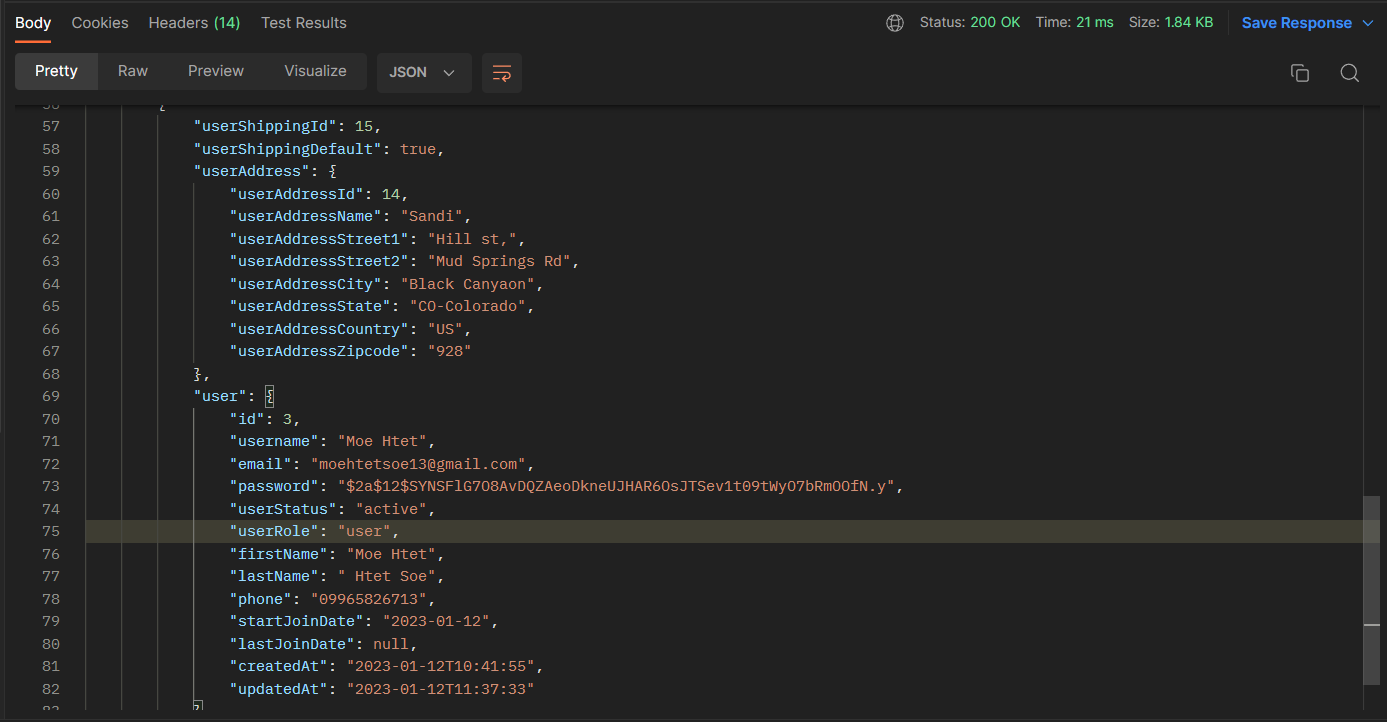 Body Cookies Headers (14) Test Results Status: 200 OK Time: 21 ms Size: 1.84 KB Save Response
Pretty Raw Preview Visualize JSON
56 {
57 "userShippingId": 15,
58 "userShippingDefault": true,
59 "userAddress": {
60 "userAddressId": 14,
61 "userAddressName": "Sandi",
62 "userAddressStreet1": "Hill st,",
63 "userAddressStreet2": "Mud Springs Rd",
64 "userAddressCity": "Black Canyaon",
65 "userAddressState": "CO-Colorado",
66 "userAddressCountry": "US",
67 "userAddressZipcode": "928"
68 },
69 "user": {
70 "id": 3,
71 "username": "Moe Htet",
72 "email": "moehtetsoe13@gmail.com",
73 "password": "$2a$12$SYNSFlG7O8AvDQZAeoDkneUJHAR6OsJTSev1t09tWyO7bRmOOfN.y",
74 "userStatus": "active",
75 "userRole": "user",
76 "firstName": "Moe Htet",
77 "lastName": " Htet Soe",
78 "phone": "09965826713",
79 "startJoinDate": "2023-01-12",
80 "lastJoinDate": null,
81 "createdAt": "2023-01-12T10:41:55",
82 "updatedAt": "2023-01-12T11:37:33"
83 }